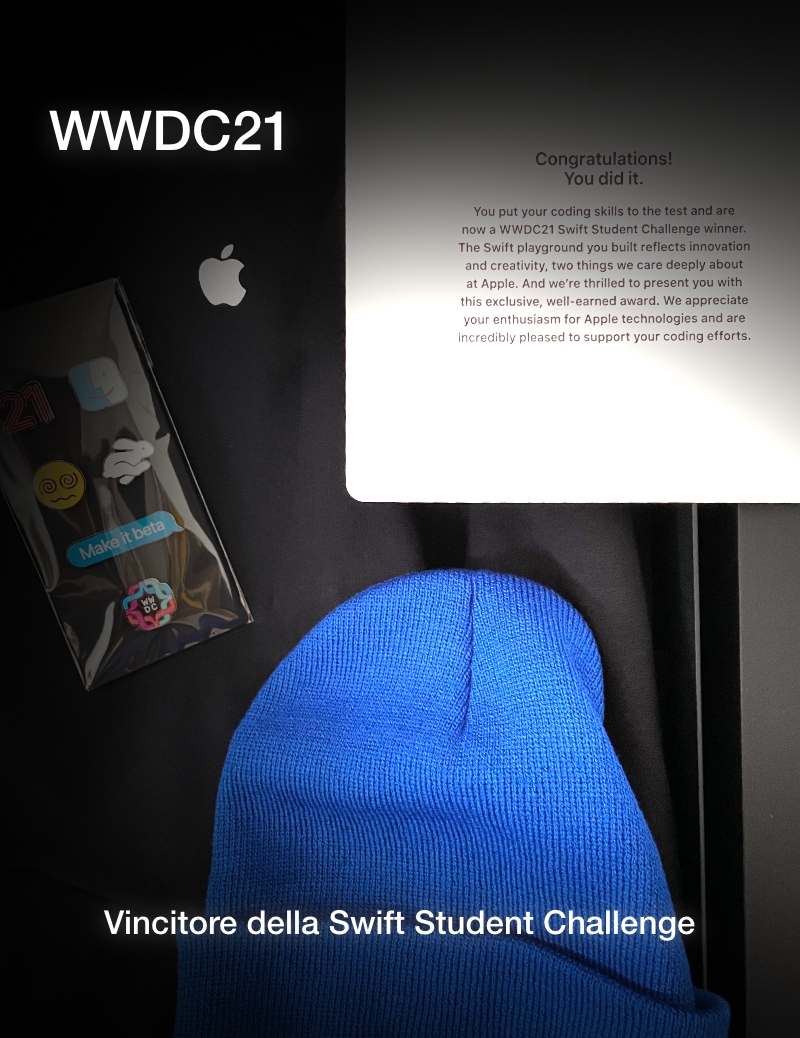 WWDC21
Congratulations!
You did it.
You put your coding skills to the test and are
now a WWDC21 Swift Student Challenge winner.
The Swift playground you built reflects innovation
and creativity, two things we care deeply about
at Apple. And we're thrilled to present you with
this exclusive, well-earned award. We appreciate
your enthusiasm for Apple technologies and are
incredibly pleased to support your coding efforts.
21
Make it beta
WW
DC
Vincitore della Swift Student Challenge